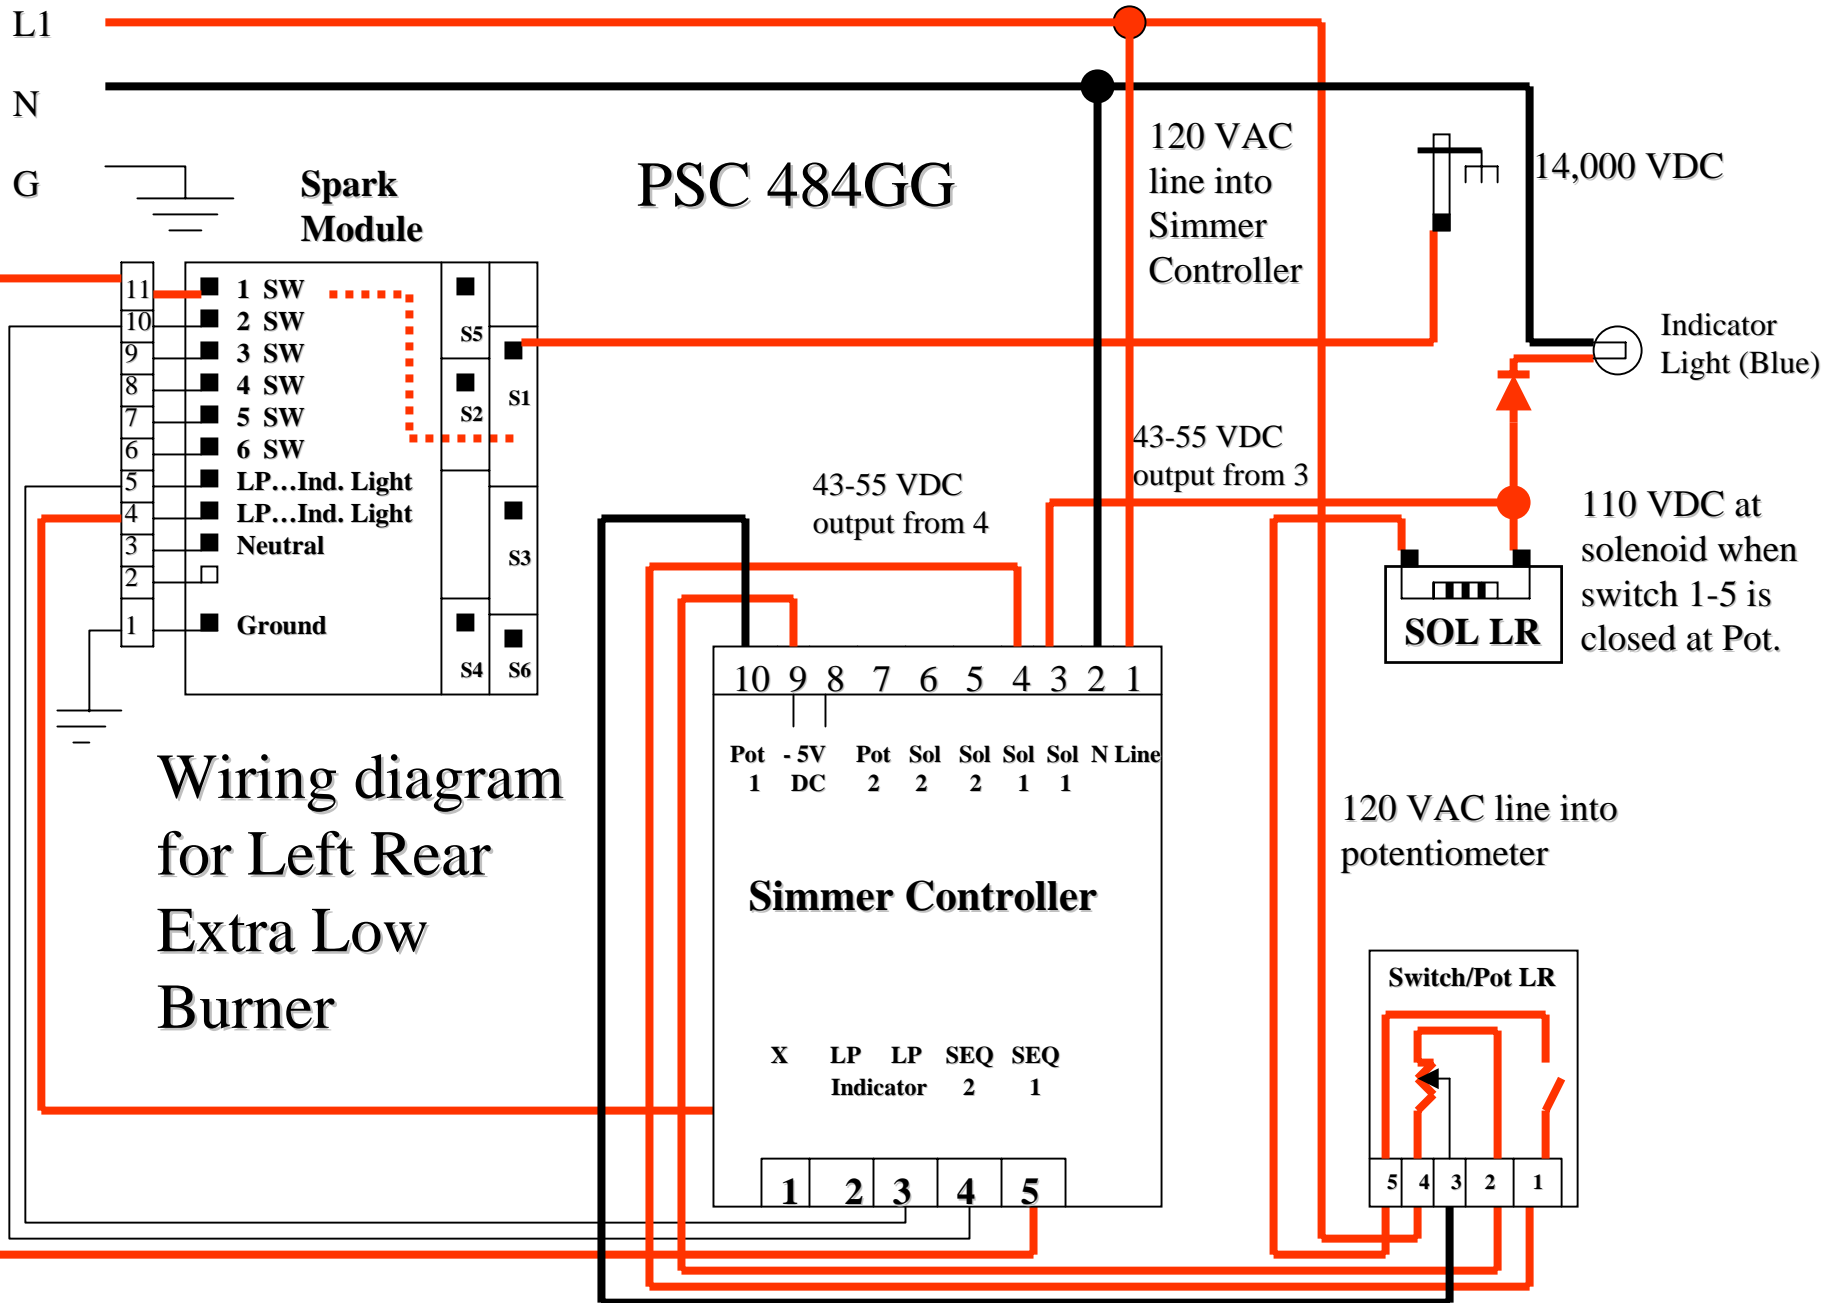 L1
N
G
Spark
Module
PSC 484GG
120 VAC
line into
Simmer
Controller
14,000 VDC
Indicator
Light (Blue)
11
10
9
8
7
6
5
4
3
2
1
1 SW
2 SW
3 SW
4 SW
5 SW
6 SW
LP…Ind. Light
LP…Ind. Light
Neutral
Ground
S5
S1
S2
S3
S4
S6
43-55 VDC
output from 3
43-55 VDC
output from 4
110 VDC at
solenoid when
switch 1-5 is
closed at Pot.
SOL LR
10 9 8 7 6 5 4 3 2 1
Pot - 5V Pot Sol Sol Sol Sol N Line
1 DC 2 2 2 1 1
Wiring diagram
for Left Rear
Extra Low
Burner
Simmer Controller
120 VAC line into
potentiometer
Switch/Pot LR
X LP LP SEQ SEQ
Indicator 2 1
1 2 3 4 5
5 4 3 2 1